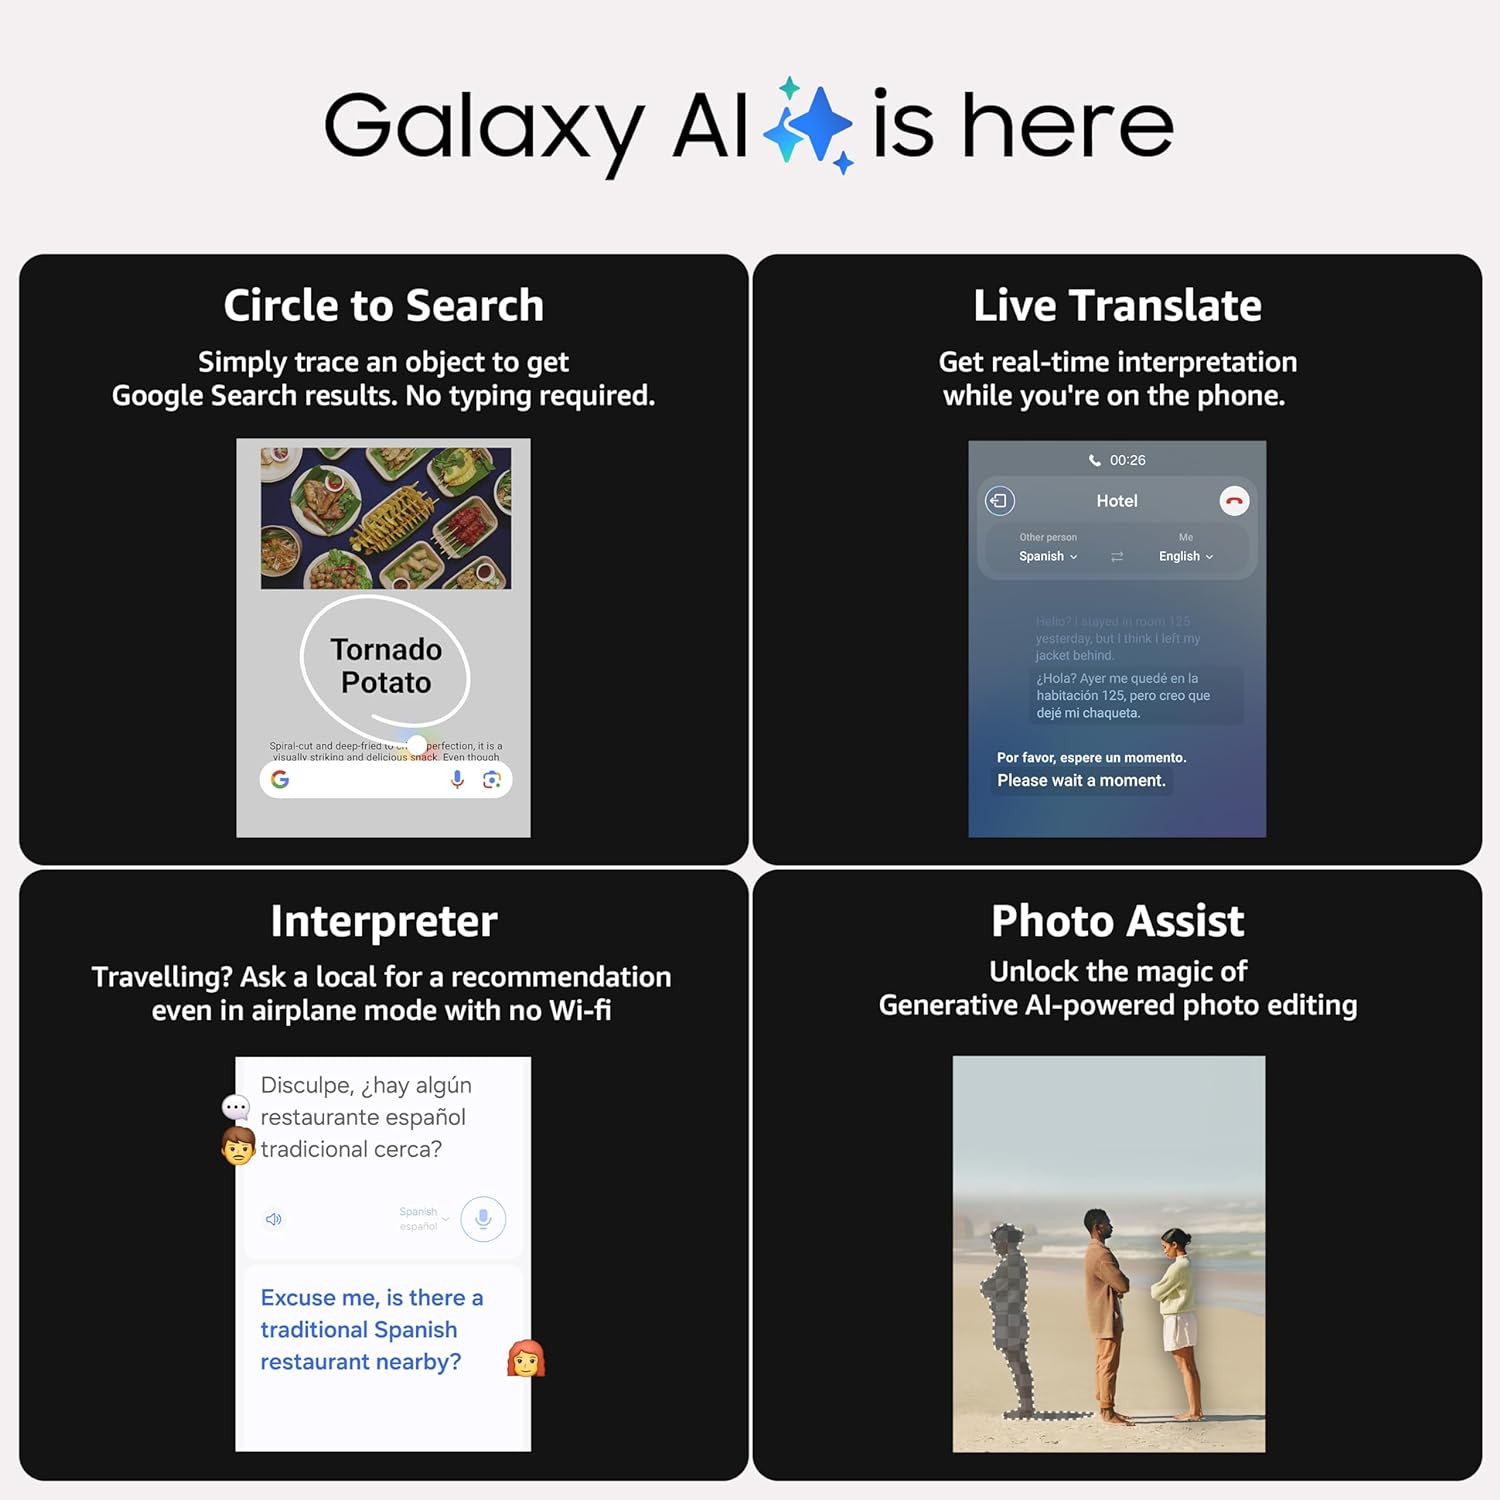 Galaxy AI is here
Circle to Search
Simply trace an object to get
Google Search results. No typing required.
Tornado
Potato
Spiral-cut and deep-fried to perfection, it is a
visually striking and delicious snack. Even though
G
Live Translate
Get real-time interpretation
while you're on the phone.
00:26
Hotel
Other person
Me
Spanish
English
Hello? I stayed in room 125
yesterday, but I think I left my
jacket behind.
¿Hola? Ayer me quedé en la
habitación 125, pero creo que
dejé mi chaqueta.
Por favor, espere un momento.
Please wait a moment.
Interpreter
Travelling? Ask a local for a recommendation
even in airplane mode with no Wi-fi
Disculpe, ¿hay algún
restaurante español
tradicional cerca?
Spanish
español
Excuse me, is there a
traditional Spanish
restaurant nearby?
Photo Assist
Unlock the magic of
Generative AI-powered photo editing